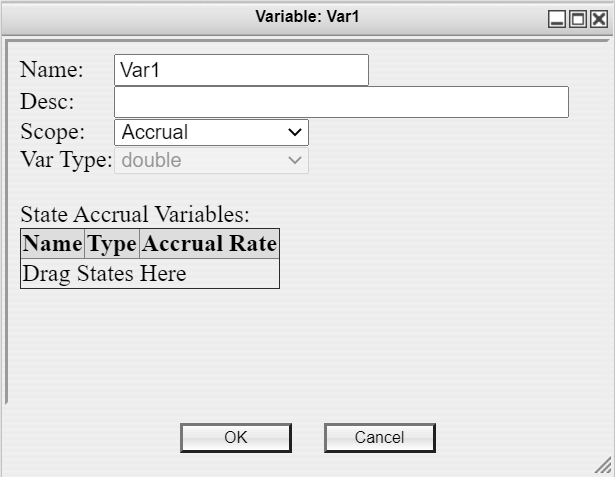 Variable: Var1
Name: Var1
Desc:
Scope: Accrual
Var Type: double
State Accrual Variables:
Name Type Accrual Rate
Drag States Here
OK Cancel